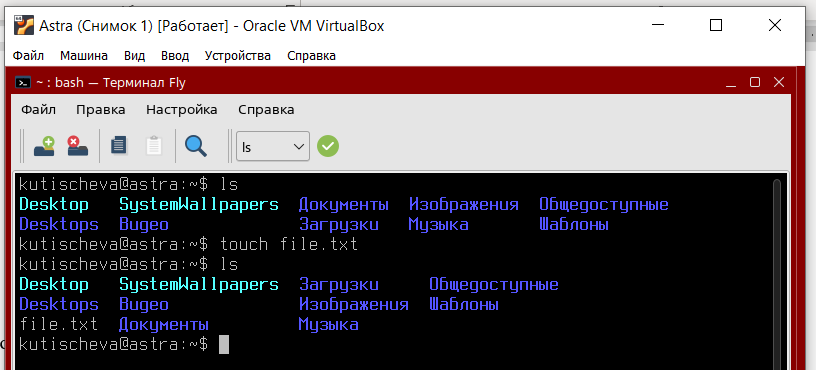 Astra (Снимок 1) [Работает] - Oracle VM VirtualBox
Файл Машина Вид Ввод Устройства Справка
~ : bash — Терминал Fly
Файл Правка Настройка Справка
ls
kutischeva@astra:~$ ls
Desktop SystemWallpapers Документы Изображения Общедоступные
Desktops Видео Загрузки Музыка Шаблоны
kutischeva@astra:~$ touch file.txt
kutischeva@astra:~$ ls
Desktop SystemWallpapers Загрузки Общедоступные
Desktops Видео Изображения Шаблоны
file.txt Документы Музыка
kutischeva@astra:~$